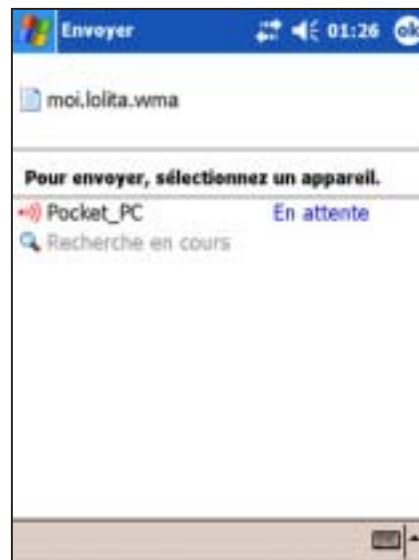 Envoyer 01:26 ok
moi.lolita.wma
Pour envoyer, sélectionnez un appareil.
Pocket_PC En attente
Recherche en cours